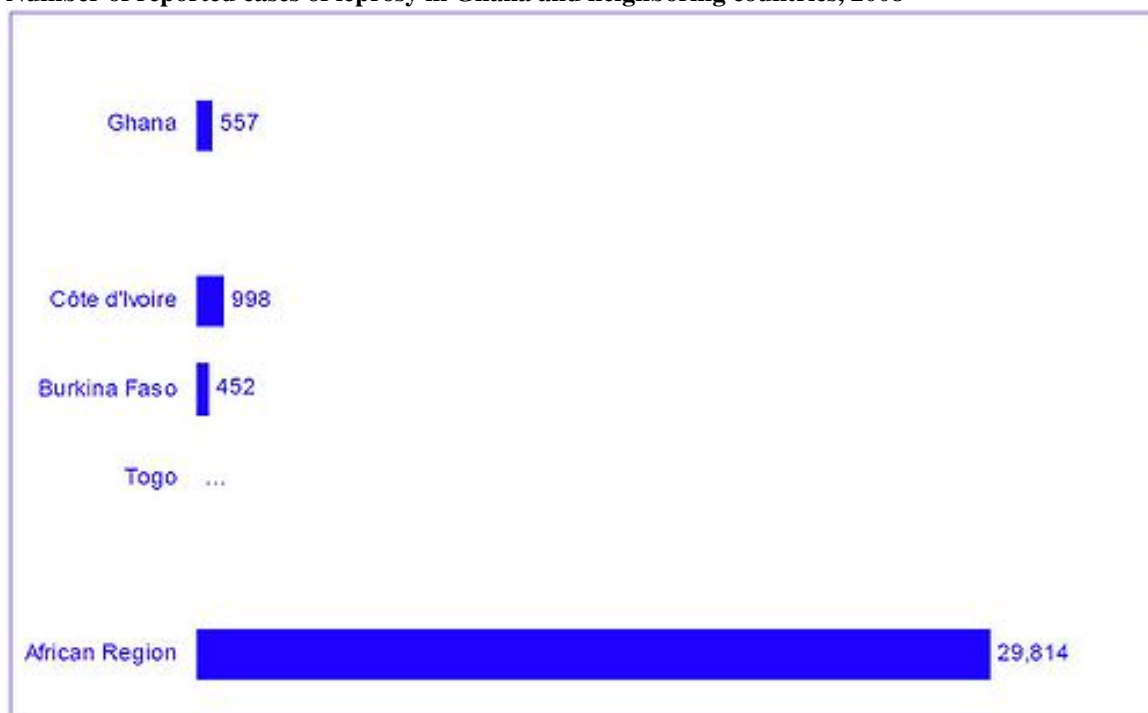 Number of reported cases of leprosy in Ghana and neighboring countries, 2008
Ghana 557
Côte d'Ivoire 998
Burkina Faso 452
Togo ...
African Region 29,814